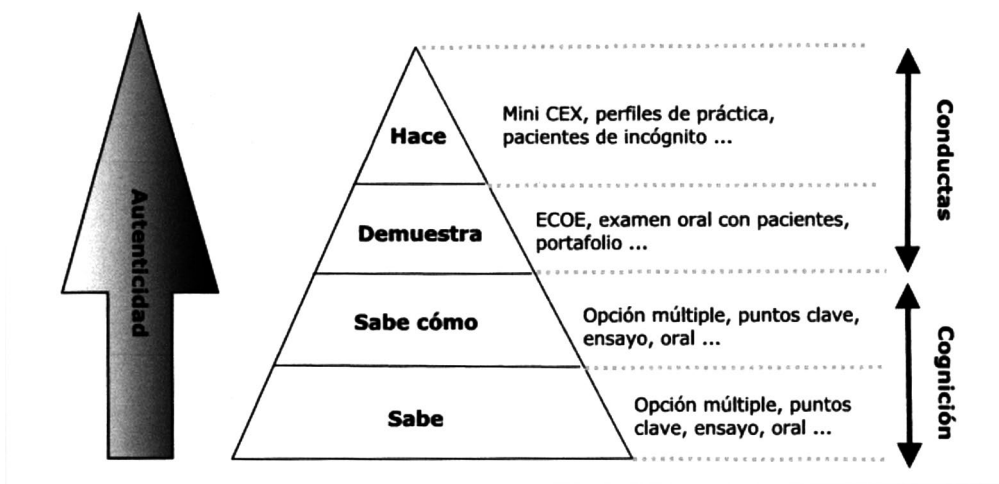 Autenticidad
Hace
Mini CEX, perfiles de práctica,
pacientes de incógnito ...
Demuestra
ECOE, examen oral con pacientes,
portafolio ...
Conductas
Sabe cómo
Opción múltiple, puntos clave,
ensayo, oral ...
Sabe
Opción múltiple, puntos
clave, ensayo, oral ...
Cognición